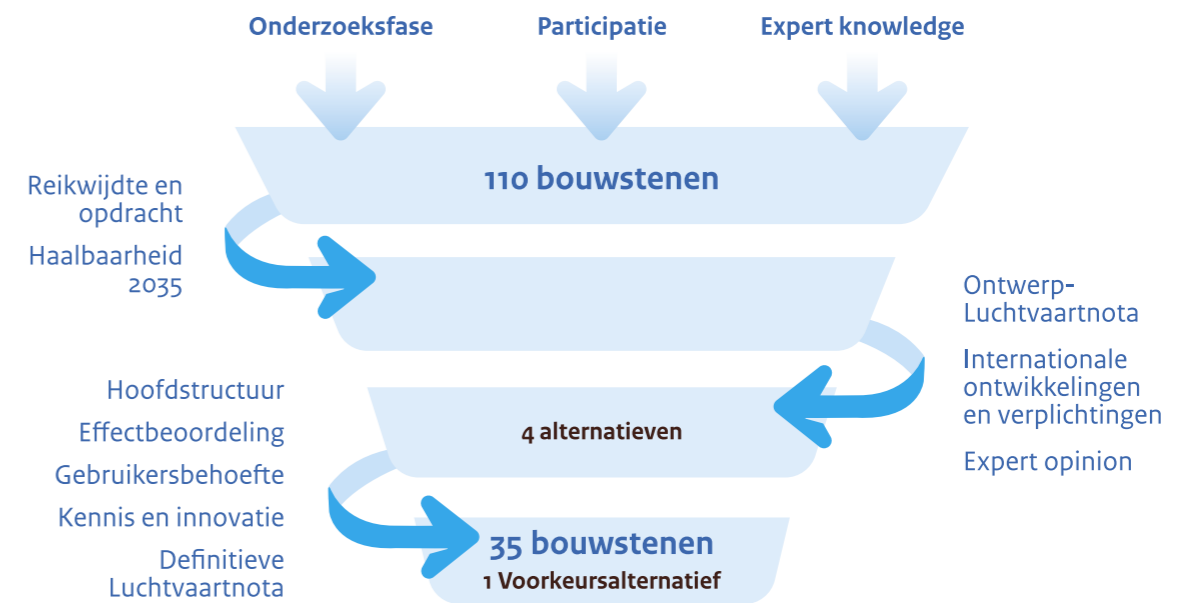 Onderzoeksfase
Participatie
Expert knowledge
110 bouwstenen
Reikwijdte en
opdracht
Haalbaarheid
2035
Ontwerp-
Luchtvaartnota
Internationale
ontwikkelingen
en verplichtingen
Expert opinion
4 alternatieven
Hoofdstructuur
Effectbeoordeling
Gebruikersbehoefte
Kennis en innovatie
Definitieve
Luchtvaartnota
35 bouwstenen
1 Voorkeursalternatief